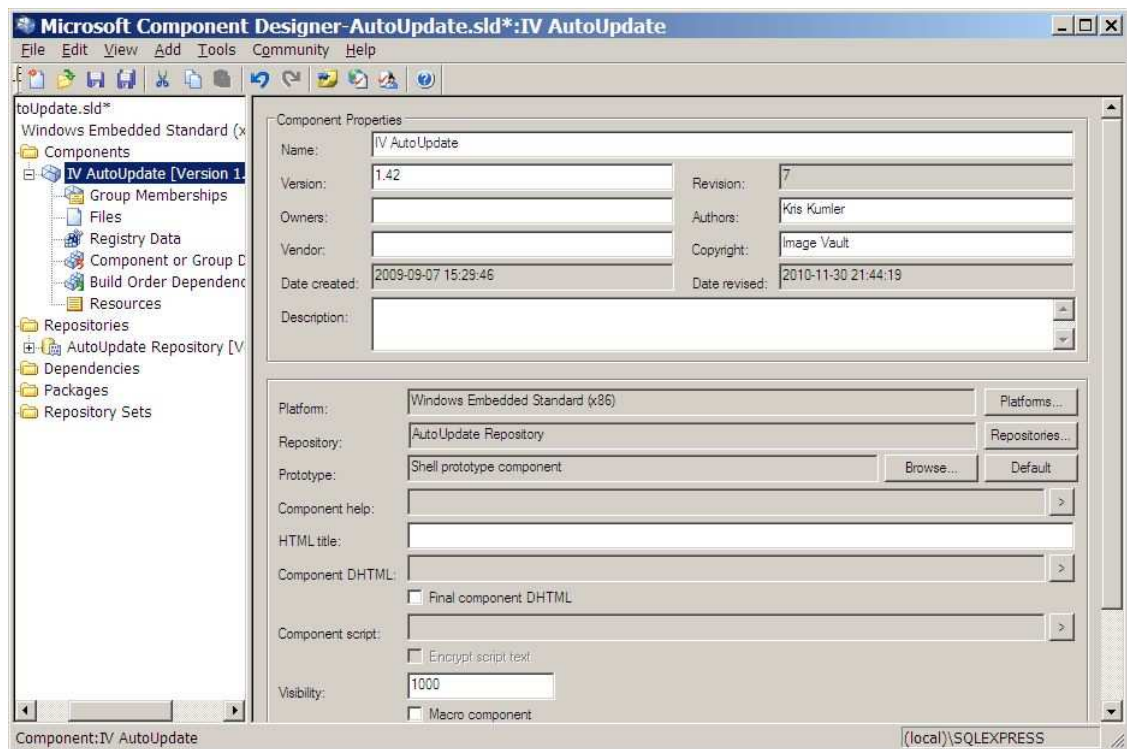 Microsoft Component Designer-AutoUpdate.sld*:IV AutoUpdate
File Edit View Add Tools Community Help
toUpdate.sld*
Windows Embedded Standard (x
Components
IV AutoUpdate [Version 1.
Group Memberships
Files
Registry Data
Component or Group D
Build Order Dependenc
Resources
Repositories
AutoUpdate Repository [V
Dependencies
Packages
Repository Sets
Component Properties
Name: IV AutoUpdate
Version: 1.42 Revision: 7
Owners: Authors: Kris Kumler
Vendor: Copyright: Image Vault
Date created: 2009-09-07 15:29:46 Date revised: 2010-11-30 21:44:19
Description:
Platform: Windows Embedded Standard (x86) Platforms...
Repository: AutoUpdate Repository Repositories...
Prototype: Shell prototype component Browse... Default
Component help: >
HTML title:
Component DHTML: >
Final component DHTML
Component script: >
Encrypt script text
Visibility: 1000
Macro component
Component:IV AutoUpdate (local)\SQLEXPRESS